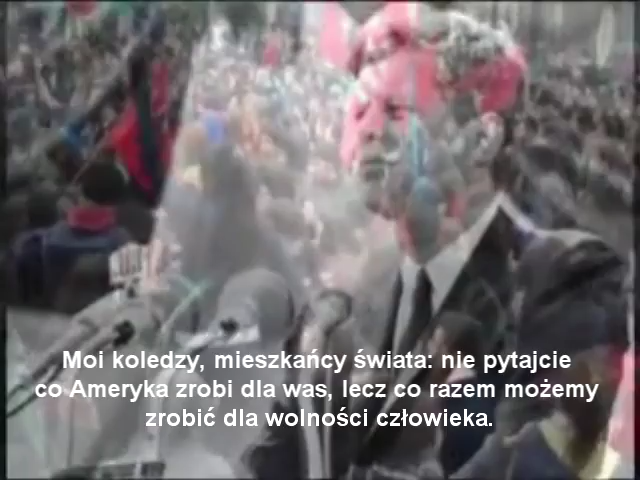 Moi koledzy, mieszkańcy świata: nie pytajcie
co Ameryka zrobi dla was, lecz co razem możemy
zrobić dla wolności człowieka.